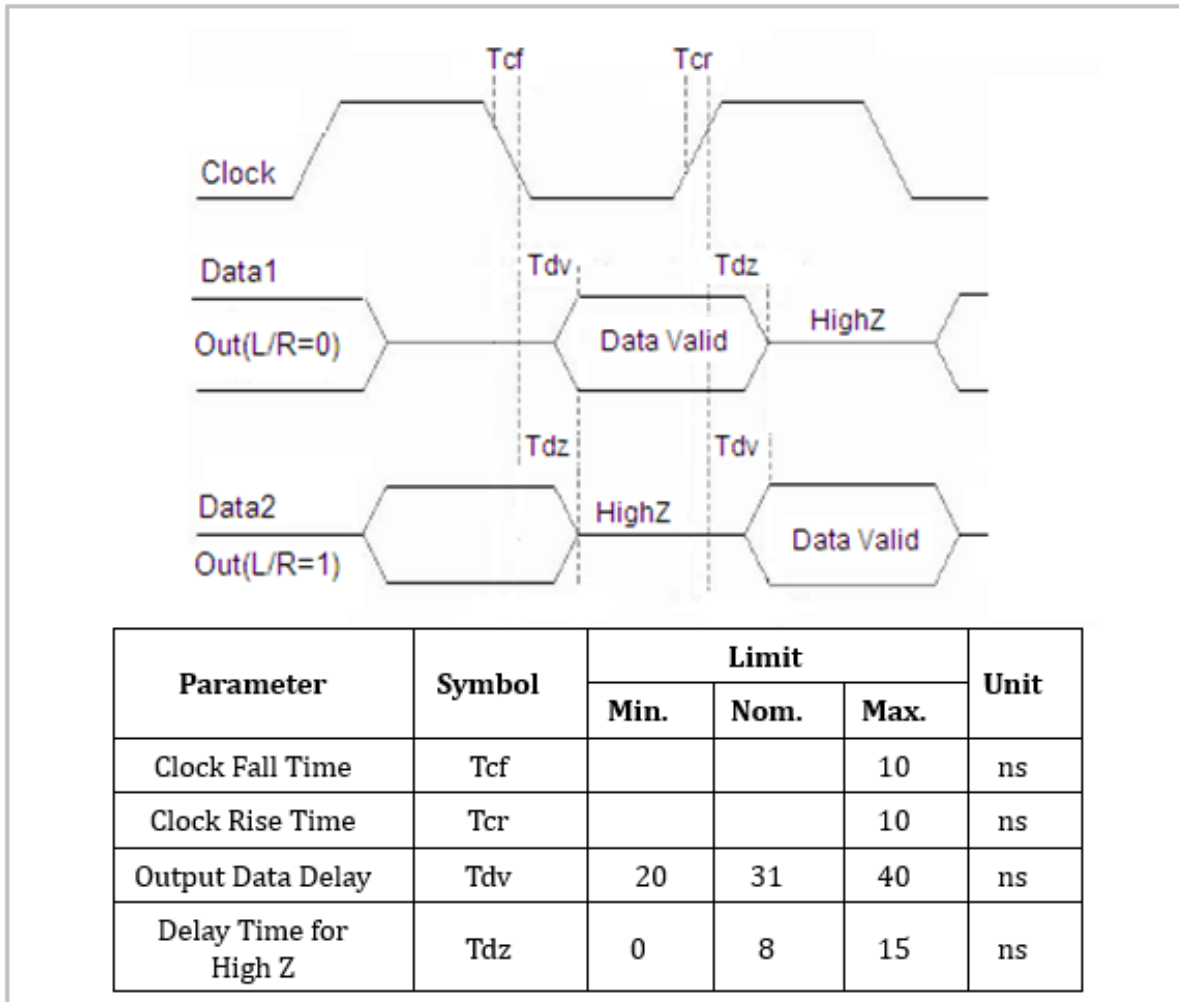 Tcf Tcr
Clock
Data1 Tdv Tdz
Out(L/R=0) Data Valid HighZ
Tdz Tdv
Data2 HighZ
Out(L/R=1) Data Valid
Parameter Symbol Limit Unit
Min. Nom. Max.
Clock Fall Time Tcf 10 ns
Clock Rise Time Tcr 10 ns
Output Data Delay Tdv 20 31 40 ns
Delay Time for
High Z Tdz 0 8 15 ns